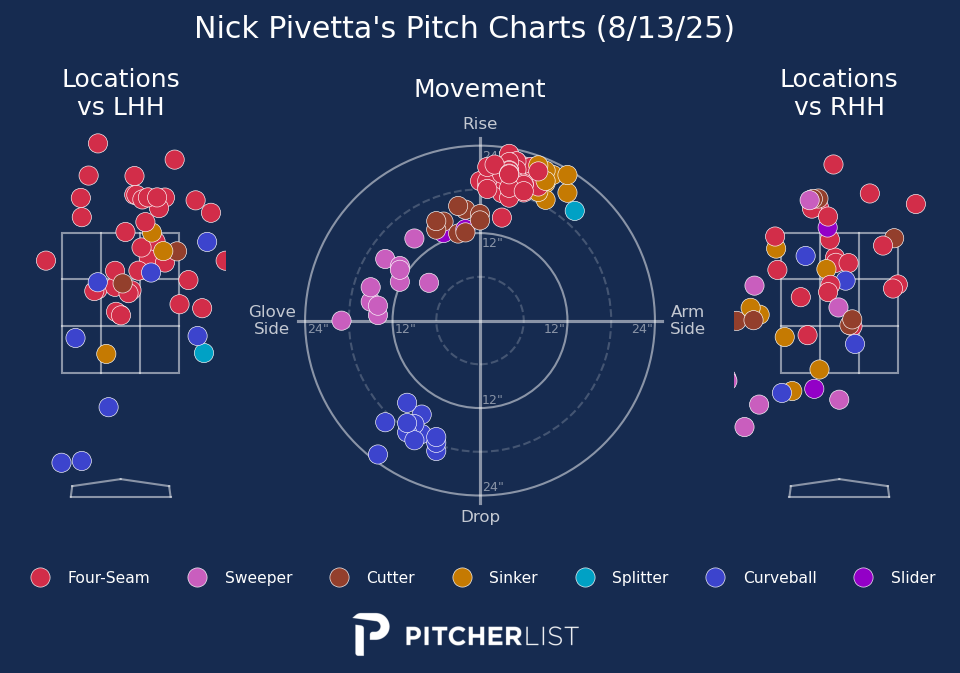 Nick Pivetta's Pitch Charts (8/13/25)
Locations
vs LHH
Movement
Locations
vs RHH
Rise
24"
12"
Glove
Side
24"
12"
12"
24"
Arm
Side
12"
24"
Drop
Four-Seam
Sweeper
Cutter
Sinker
Splitter
Curveball
Slider
PITCHERLIST